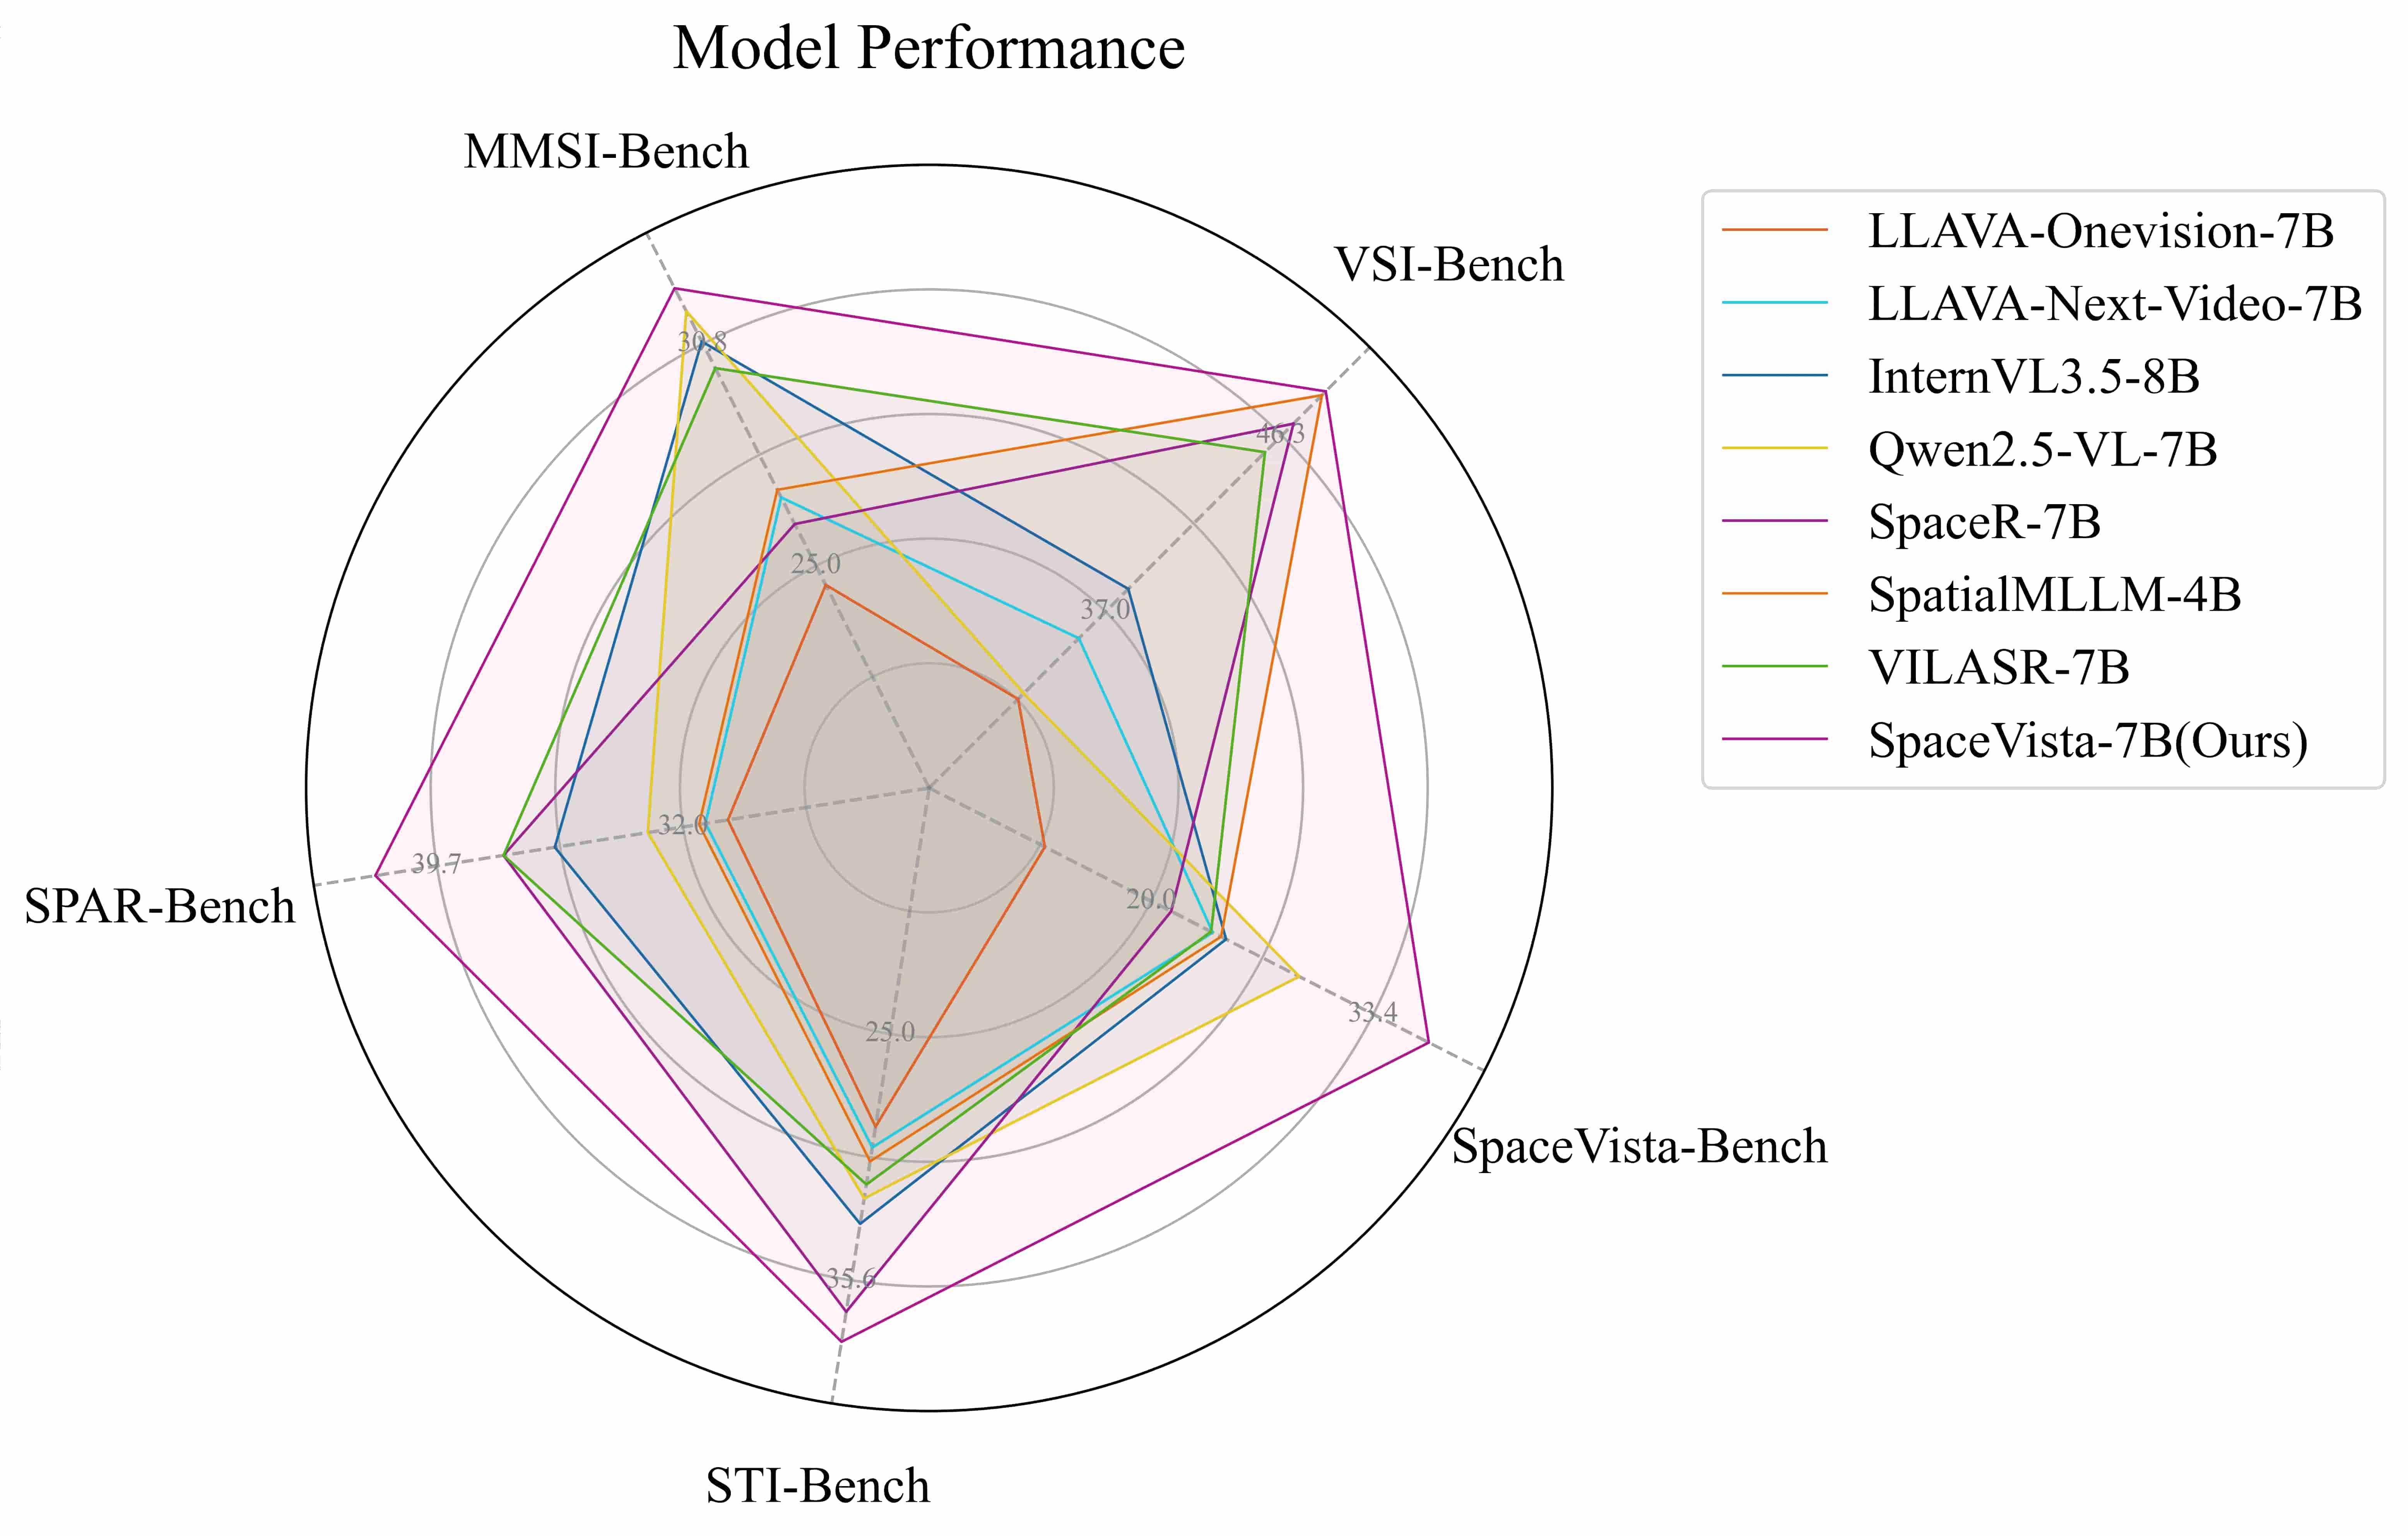 Model Performance
MMSI-Bench
VSI-Bench
LLAVA-Onevision-7B
LLAVA-Next-Video-7B
InternVL3.5-8B
Qwen2.5-VL-7B
SpaceR-7B
SpatialMLLM-4B
VILASR-7B
SpaceVista-7B(Ours)
30.8
46.3
25.0
37.0
32.0
39.7
20.0
SPAR-Bench
33.4
25.0
SpaceVista-Bench
35.6
STI-Bench